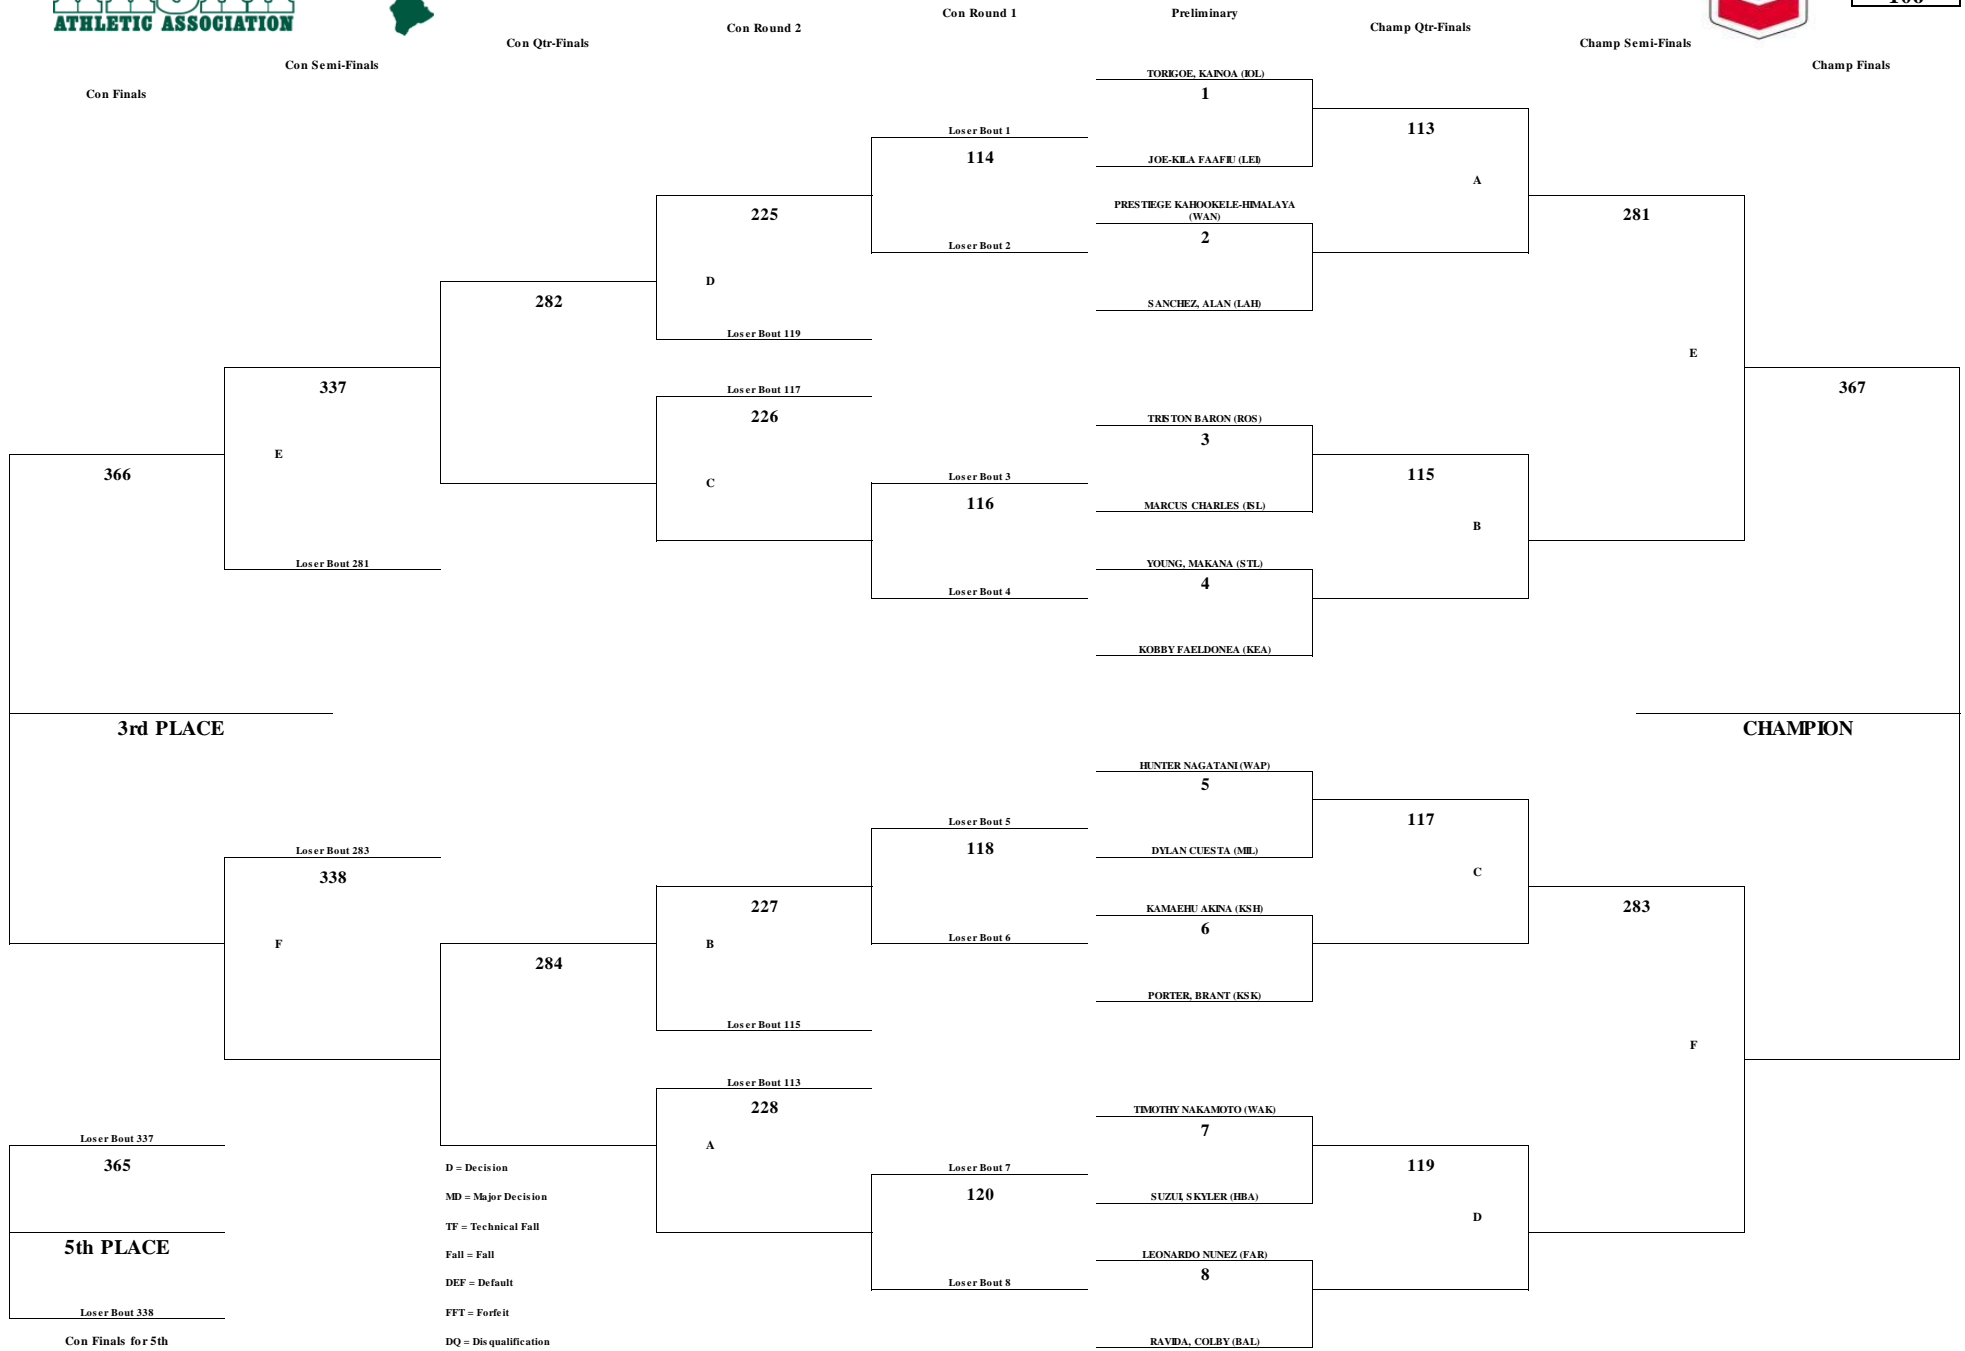 ATHLETIC ASSOCIATION
Con Finals
Con Semi-Finals
Con Qtr-Finals
Con Round 2
Con Round 1
Preliminary
Champ Qtr-Finals
Champ Semi-Finals
Champ Finals
TORIGOE, KAINOA (IOL)
1
113
Loser Bout 1
114
JOE-KILA FAAFIU (LEI)
A
PRESTIEGE KAHOOKELE-HIMALAYA
(WAN)
225
281
2
Loser Bout 2
D
282
SANCHEZ, ALAN (LAH)
Loser Bout 119
E
337
Loser Bout 117
367
226
TRISTON BARON (ROS)
3
E
366
Loser Bout 3
115
C
116
MARCUS CHARLES (ISL)
B
Loser Bout 281
YOUNG, MAKANA (STL)
4
Loser Bout 4
KOBBY FAELDONEA (KEA)
3rd PLACE
CHAMPION
HUNTER NAGATANI (WAP)
5
Loser Bout 5
117
118
Loser Bout 283
DYLAN CUESTA (MIL)
338
C
227
KAMAEHU AKINA (KSH)
283
6
F
B
Loser Bout 6
284
PORTER, BRANT (KSK)
Loser Bout 115
F
Loser Bout 113
228
TIMOTHY NAKAMOTO (WAK)
7
Loser Bout 337
A
365
D = Decision
Loser Bout 7
119
120
MD = Major Decision
SUZUI, SKYLER (HBA)
D
TF = Technical Fall
5th PLACE
Fall = Fall
LEONARDO NUNEZ (FAR)
8
DEF = Default
Loser Bout 8
Loser Bout 338
FFT = Forfeit
Con Finals for 5th
DQ = Disqualification
RAVIDA, COLBY (BAL)